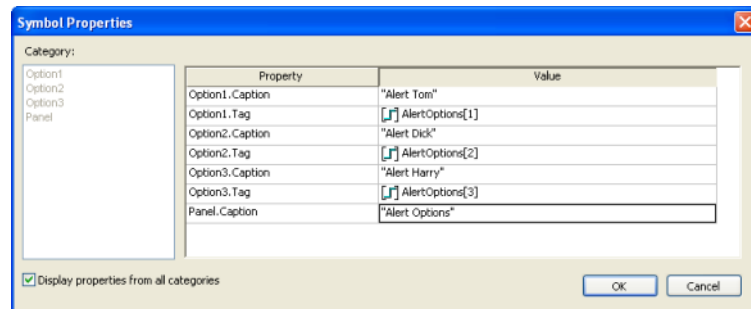 Symbol Properties
Category:
Option1
Option2
Option3
Panel
Property Value
Option1.Caption "Alert Tom"
Option1.Tag AlertOptions[1]
Option2.Caption "Alert Dick"
Option2.Tag AlertOptions[2]
Option3.Caption "Alert Harry"
Option3.Tag AlertOptions[3]
Panel.Caption "Alert Options"
Display properties from all categories
OK Cancel